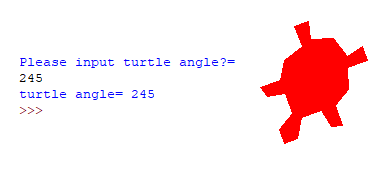 Please input turtle angle?=
245
turtle angle= 245
>>>